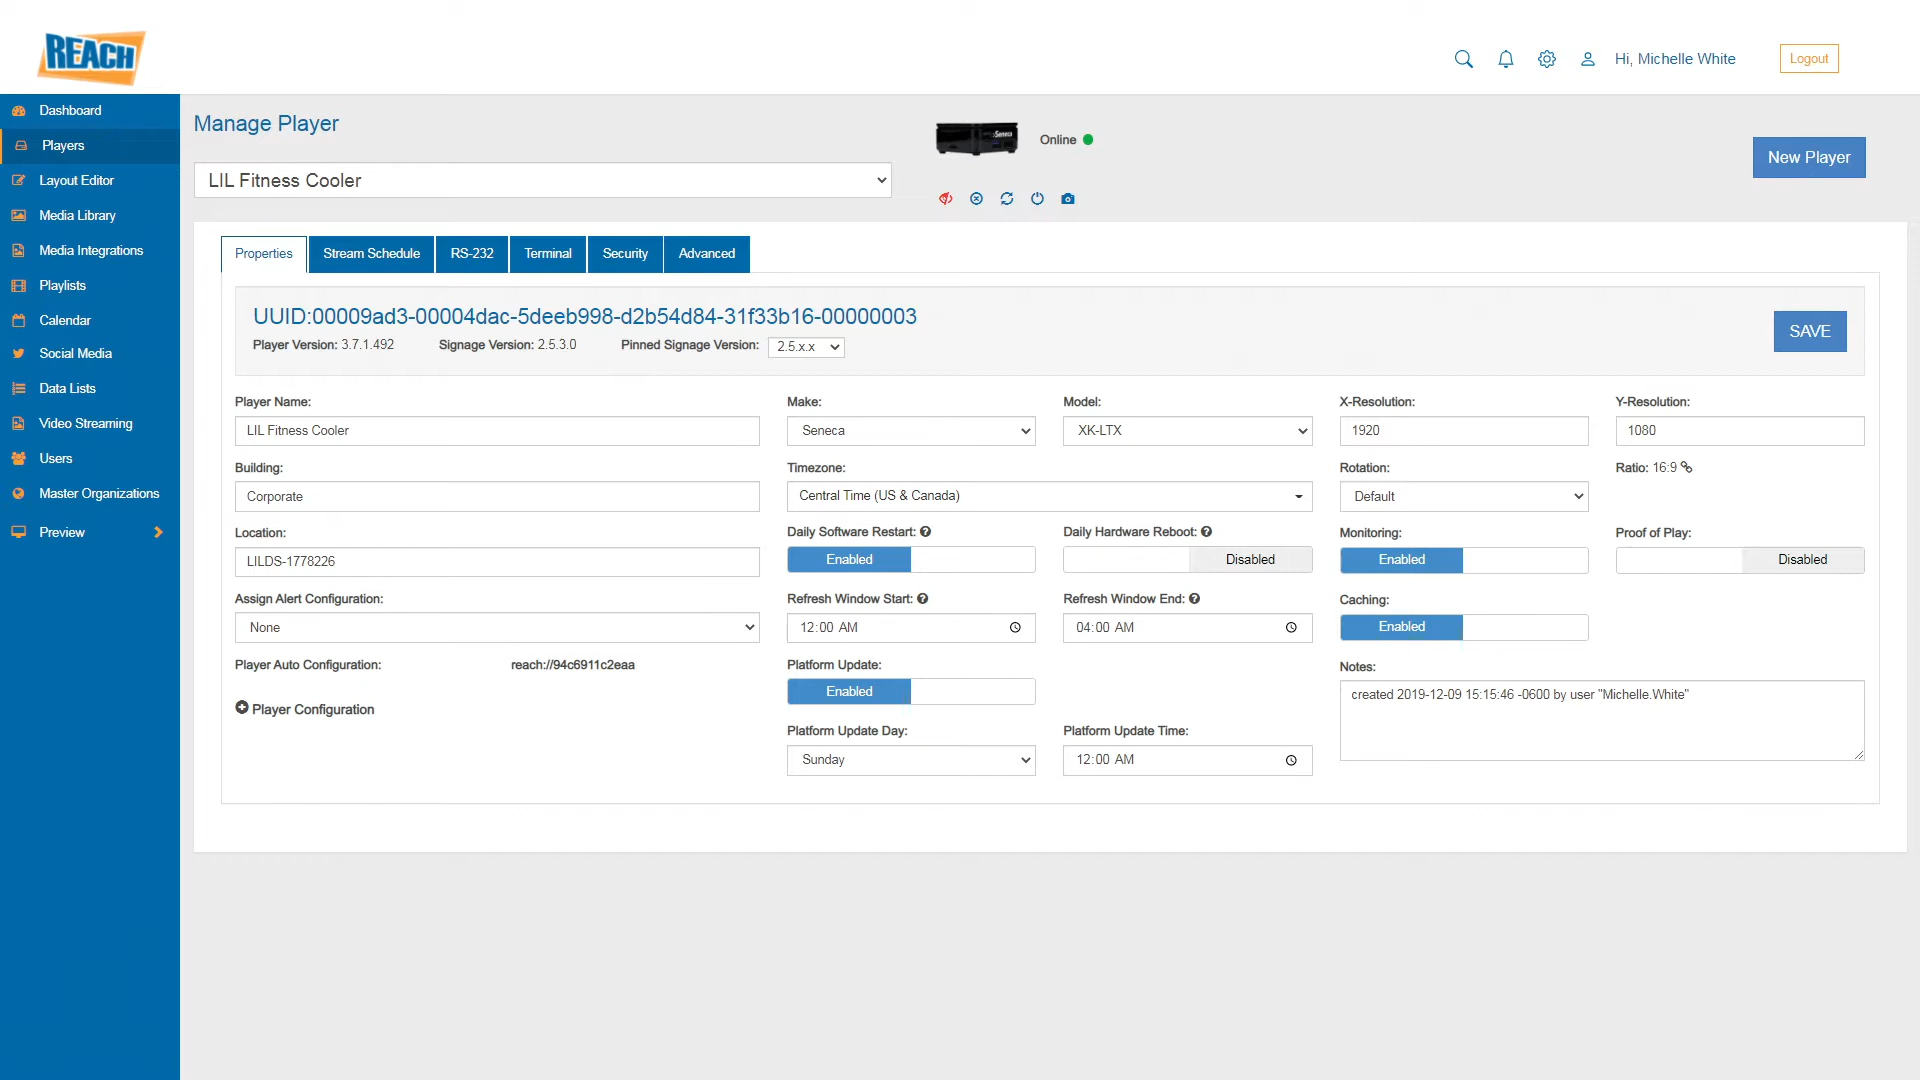 REACH
Hi, Michelle White
Logout
Dashboard
Players
Layout Editor
Media Library
Media Integrations
Playlists
Calendar
Social Media
Data Lists
Video Streaming
Users
Master Organizations
Preview
Manage Player
LIL Fitness Cooler
Seneca
Online
New Player
Properties
Stream Schedule
RS-232
Terminal
Security
Advanced
UUID:00009ad3-00004dac-5deeb998-d2b54d84-31f33b16-00000003
Player Version: 3.7.1.492
Signage Version: 2.5.3.0
Pinned Signage Version: 2.5.x.x
SAVE
Player Name:
LIL Fitness Cooler
Building:
Corporate
Location:
LILDS-1778226
Assign Alert Configuration:
None
Player Auto Configuration: reach://94c6911c2eaa
Player Configuration
Make:
Seneca
Model:
XK-LTX
Timezone:
Central Time (US & Canada)
Daily Software Restart:
Enabled
Daily Hardware Reboot:
Disabled
Refresh Window Start:
12:00 AM
Refresh Window End:
04:00 AM
Platform Update:
Enabled
Platform Update Day:
Sunday
Platform Update Time:
12:00 AM
X-Resolution:
1920
Y-Resolution:
1080
Rotation:
Default
Ratio: 16:9
Monitoring:
Enabled
Proof of Play:
Disabled
Caching:
Enabled
Notes:
created 2019-12-09 15:15:46 -0600 by user "Michelle.White"